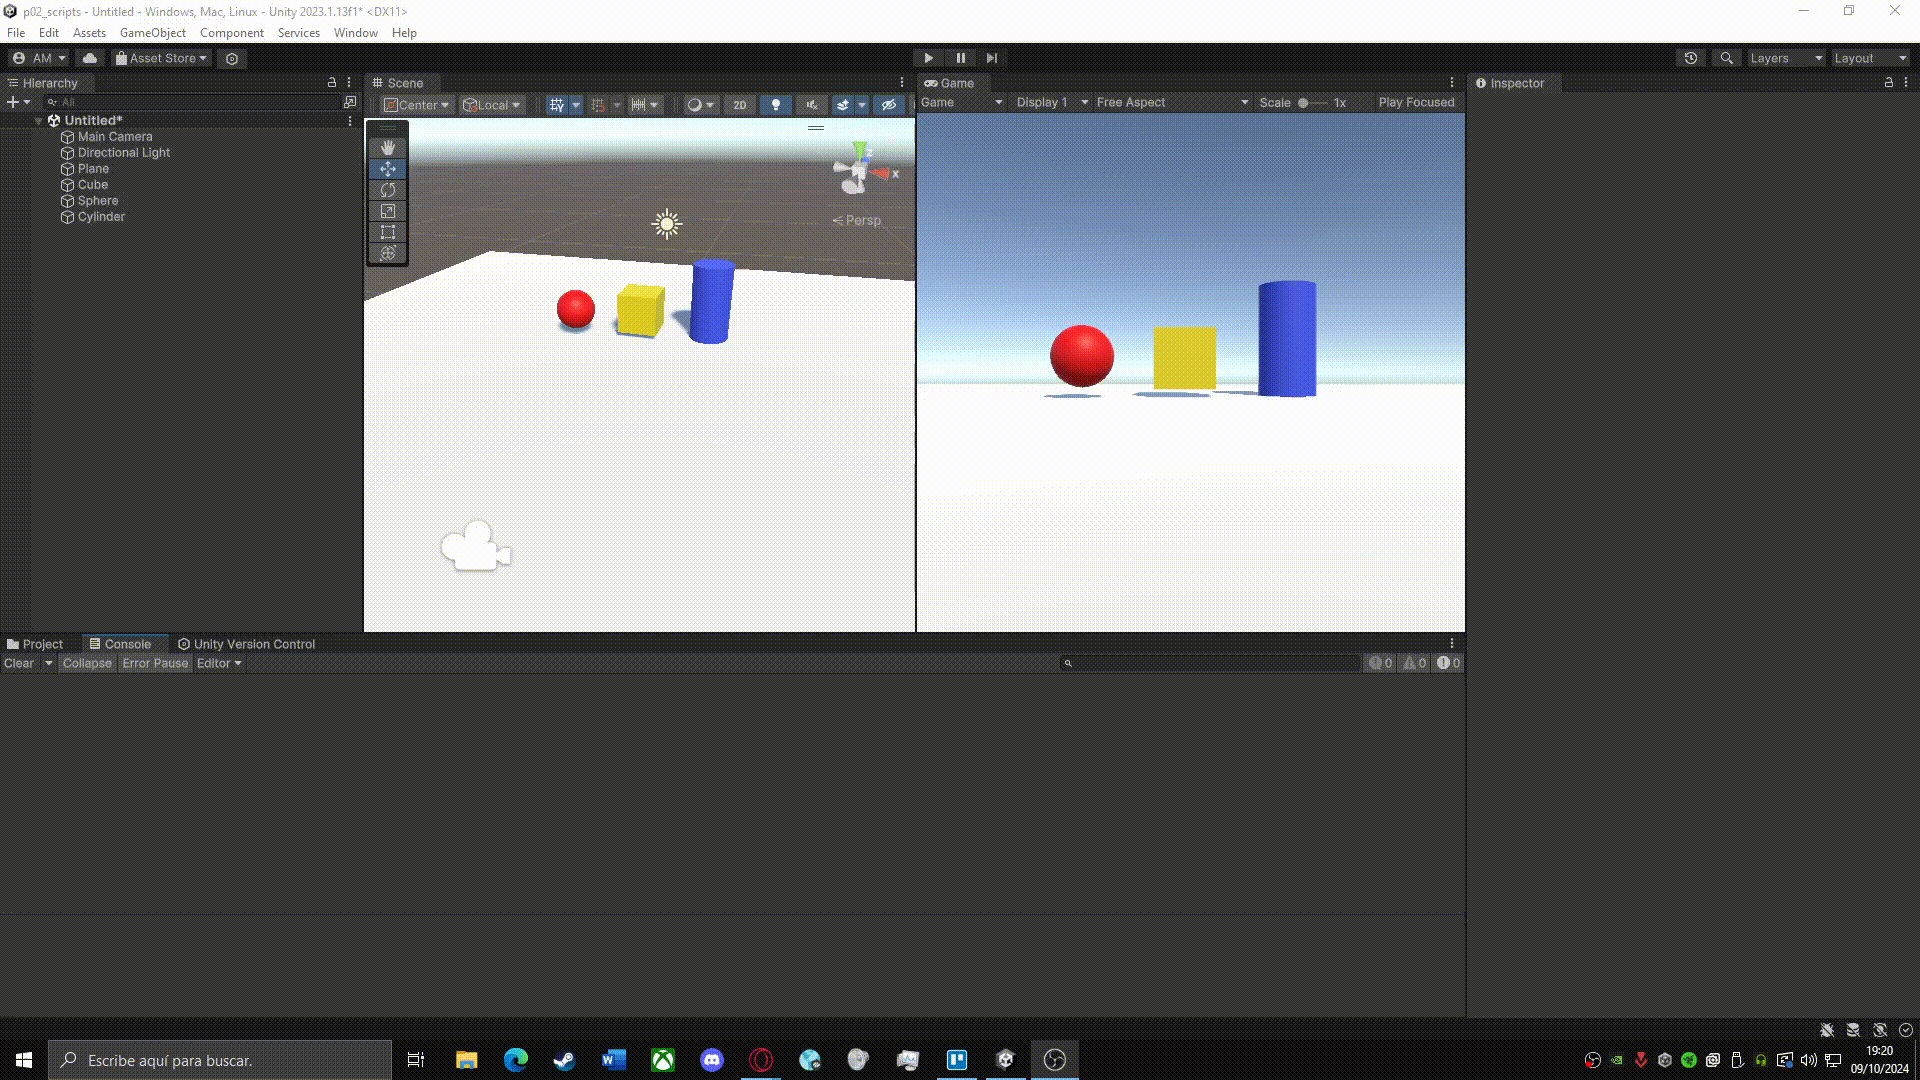 p02_scripts - Untitled - Windows, Mac, Linux - Unity 2023.1.13f1* <DX11>
File Edit Assets GameObject Component Services Window Help
AM Asset Store Layers Layout
Hierarchy
All
Untitled*
Main Camera
Directional Light
Plane
Cube
Sphere
Cylinder
Scene
Center Local 2D
z
x
Persp
Game
Game Display 1 Free Aspect Scale 1x Play Focused
Inspector
Project Console Unity Version Control
Clear Collapse Error Pause Editor 0 0 0
Escribe aquí para buscar.
19:20
09/10/2024